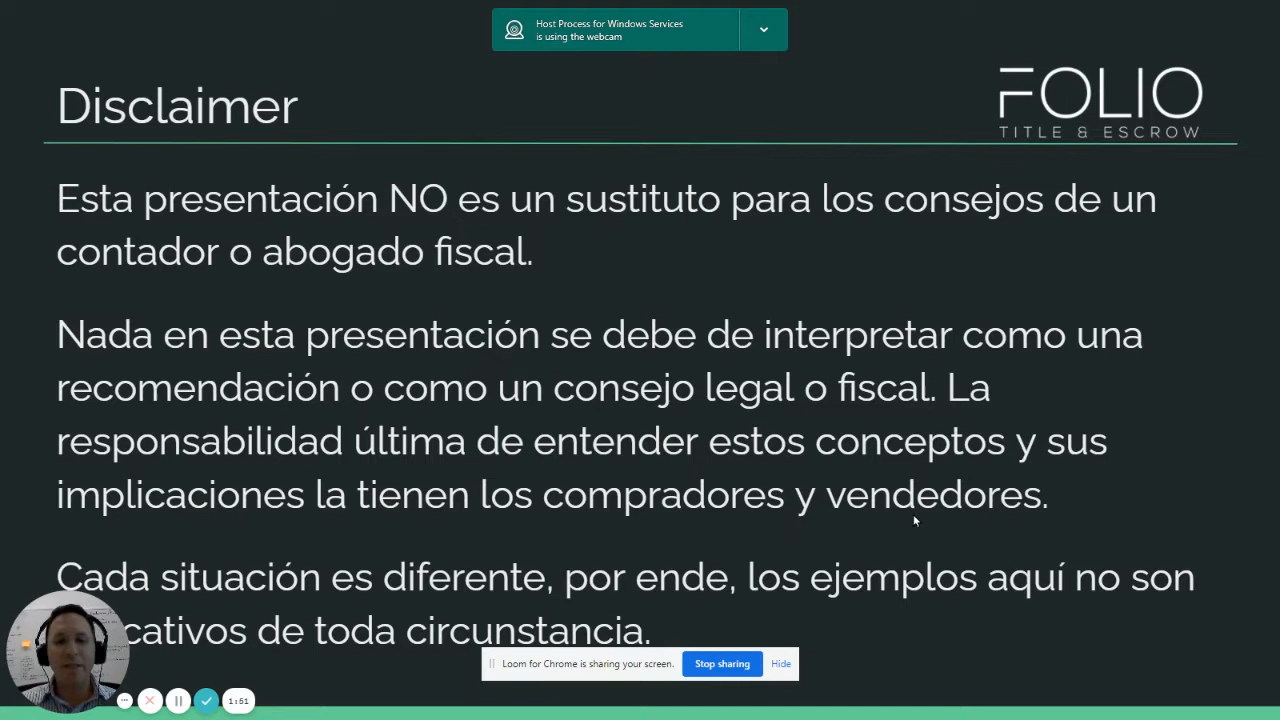 Host Process for Windows Services
is using the webcam
Disclaimer
FOLIO
TITLE & ESCROW
Esta presentación NO es un sustituto para los consejos de un
contador o abogado fiscal.
Nada en esta presentación se debe de interpretar como una
recomendación o como un consejo legal o fiscal. La
responsabilidad última de entender estos conceptos y sus
implicaciones la tienen los compradores y vendedores.
Cada situación es diferente, por ende, los ejemplos aquí no son
de toda circunstancia.
Loom for Chrome is sharing your screen.
Stop sharing
Hide
1:51